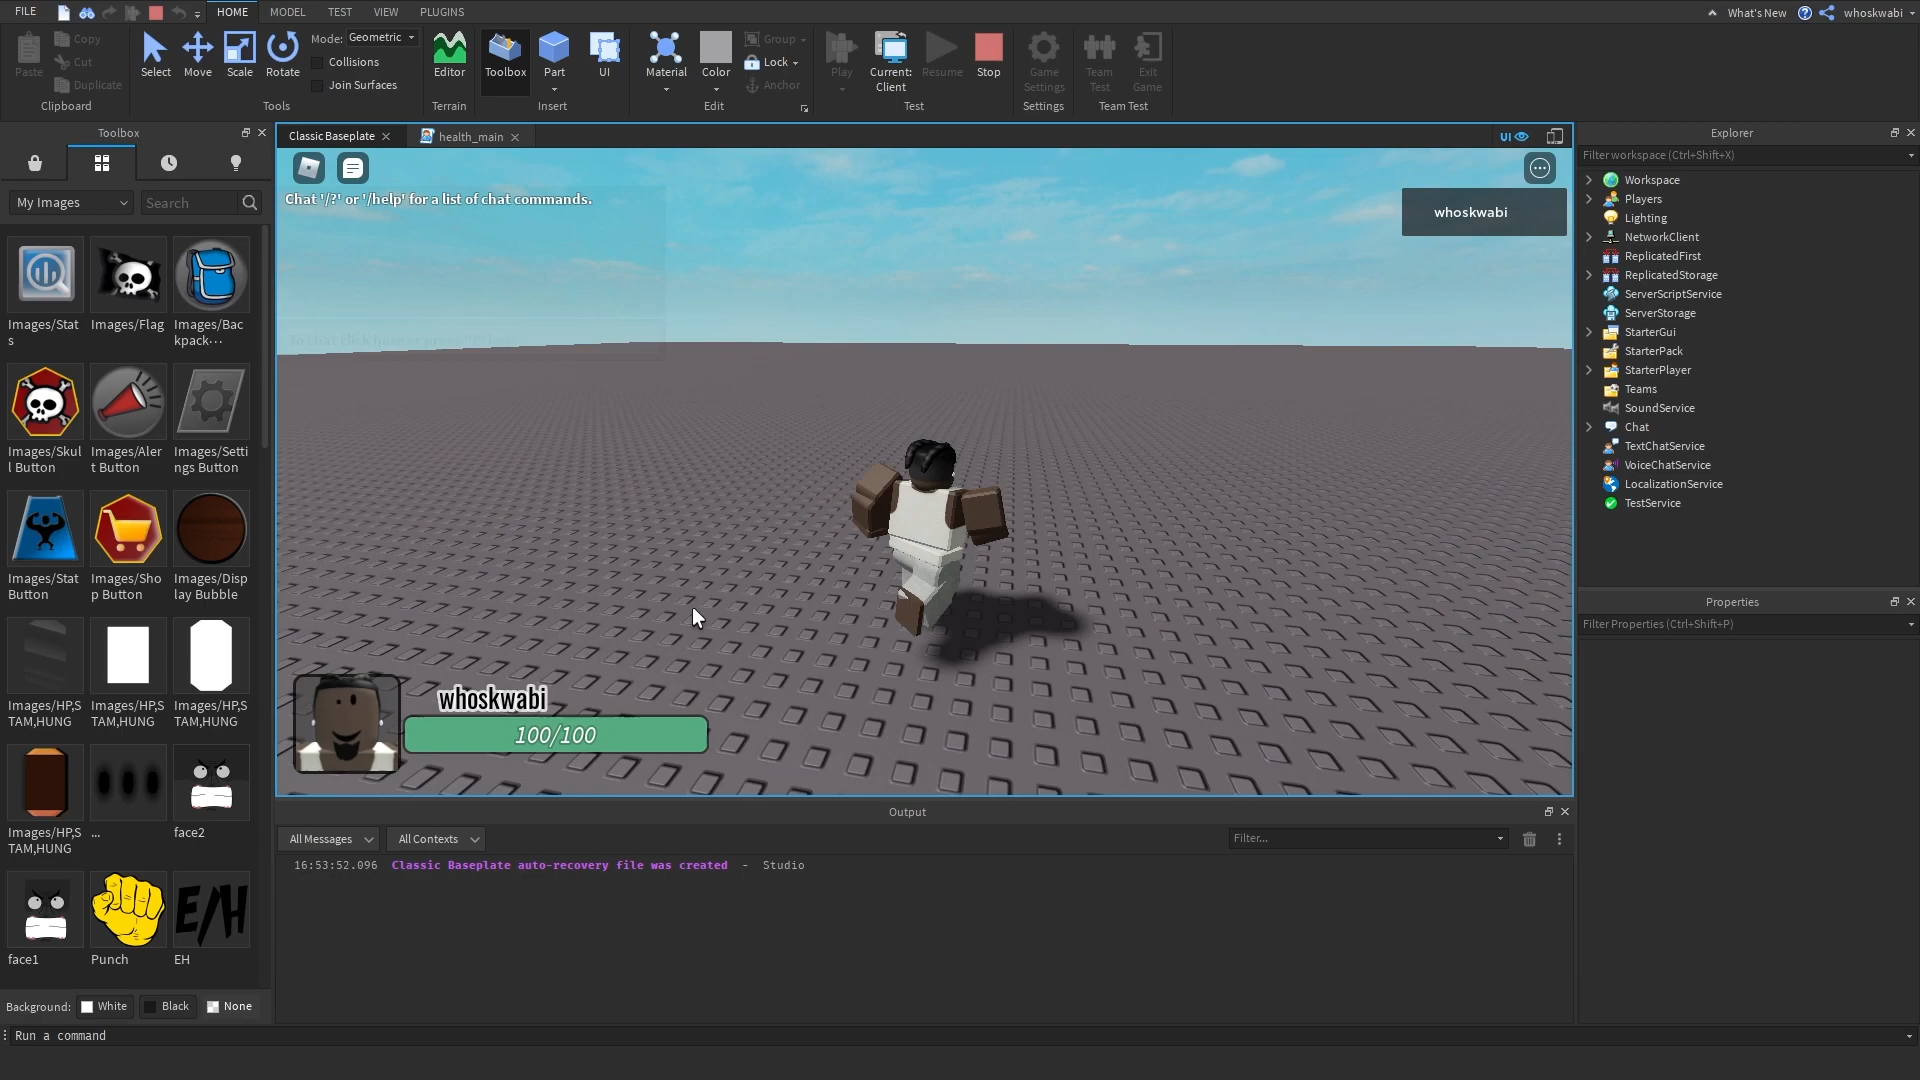 FILE
HOME
MODEL
TEST
VIEW
PLUGINS
What's New
whoskwabi
Paste
Copy
Cut
Duplicate
Clipboard
Select
Move
Scale
Rotate
Mode: Geometric
Collisions
Join Surfaces
Tools
Editor
Terrain
Toolbox
Part
UI
Insert
Material
Color
Group
Lock
Anchor
Edit
Play
Current:
Client
Resume
Stop
Test
Game
Settings
Settings
Team
Test
Exit
Game
Team Test
Toolbox
My Images
Search
Images/Stat
s
Images/Flag
Images/Bac
kpack...
Images/Skul
l Button
Images/Aler
t Button
Images/Setti
ngs Button
Images/Stat
Button
Images/Sho
p Button
Images/Disp
lay Bubble
Images/HP,S
TAM,HUNG
Images/HP,S
TAM,HUNG
Images/HP,S
TAM,HUNG
Images/HP,S
TAM,HUNG
...
face2
face1
Punch
E/H
EH
Background:
White
Black
None
Run a command
Classic Baseplate
health_main
UI
Chat '/?' or '/help' for a list of chat commands.
whoskwabi
whoskwabi
100/100
Output
All Messages
All Contexts
Filter...
16:53:52.096 Classic Baseplate auto-recovery file was created - Studio
Explorer
Filter workspace (Ctrl+Shift+X)
Workspace
Players
Lighting
NetworkClient
ReplicatedFirst
ReplicatedStorage
ServerScriptService
ServerStorage
StarterGui
StarterPack
StarterPlayer
Teams
SoundService
Chat
TextChatService
VoiceChatService
LocalizationService
TestService
Properties
Filter Properties (Ctrl+Shift+P)